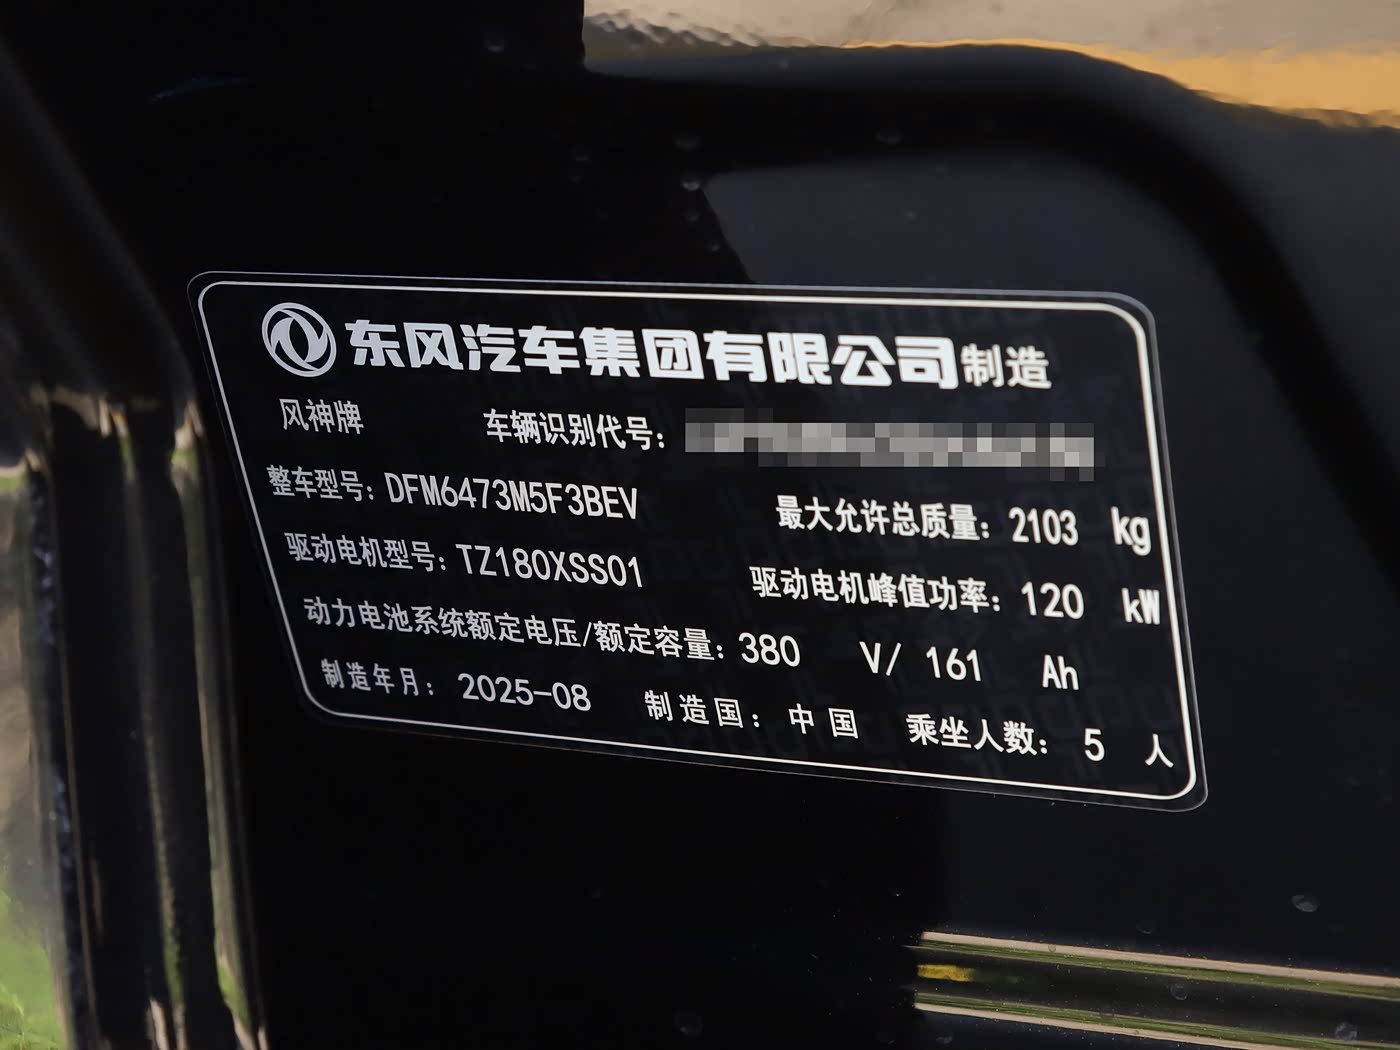 东风汽车集团有限公司制造
风神牌 车辆识别代号:
整车型号: DFM6473M5F3BEV 最大允许总质量: 2103 kg
驱动电机型号: TZ180XSS01 驱动电机峰值功率: 120 kW
动力电池系统额定电压/额定容量: 380 V/ 161 Ah
制造年月: 2025-08 制造国: 中国 乘坐人数: 5 人